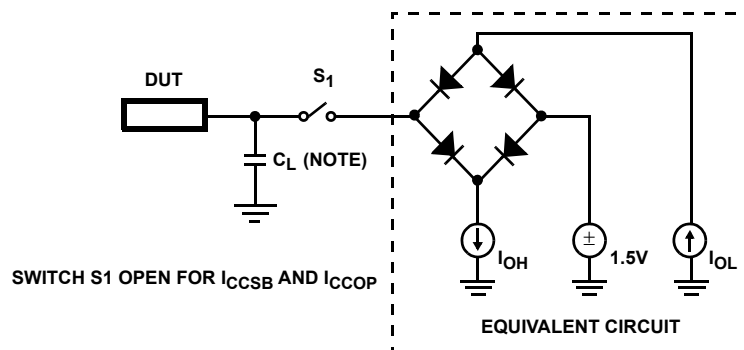 DUT
S1
CL (NOTE)
IOH
±
1.5V
IOL
SWITCH S1 OPEN FOR ICCSB AND ICCOP
EQUIVALENT CIRCUIT